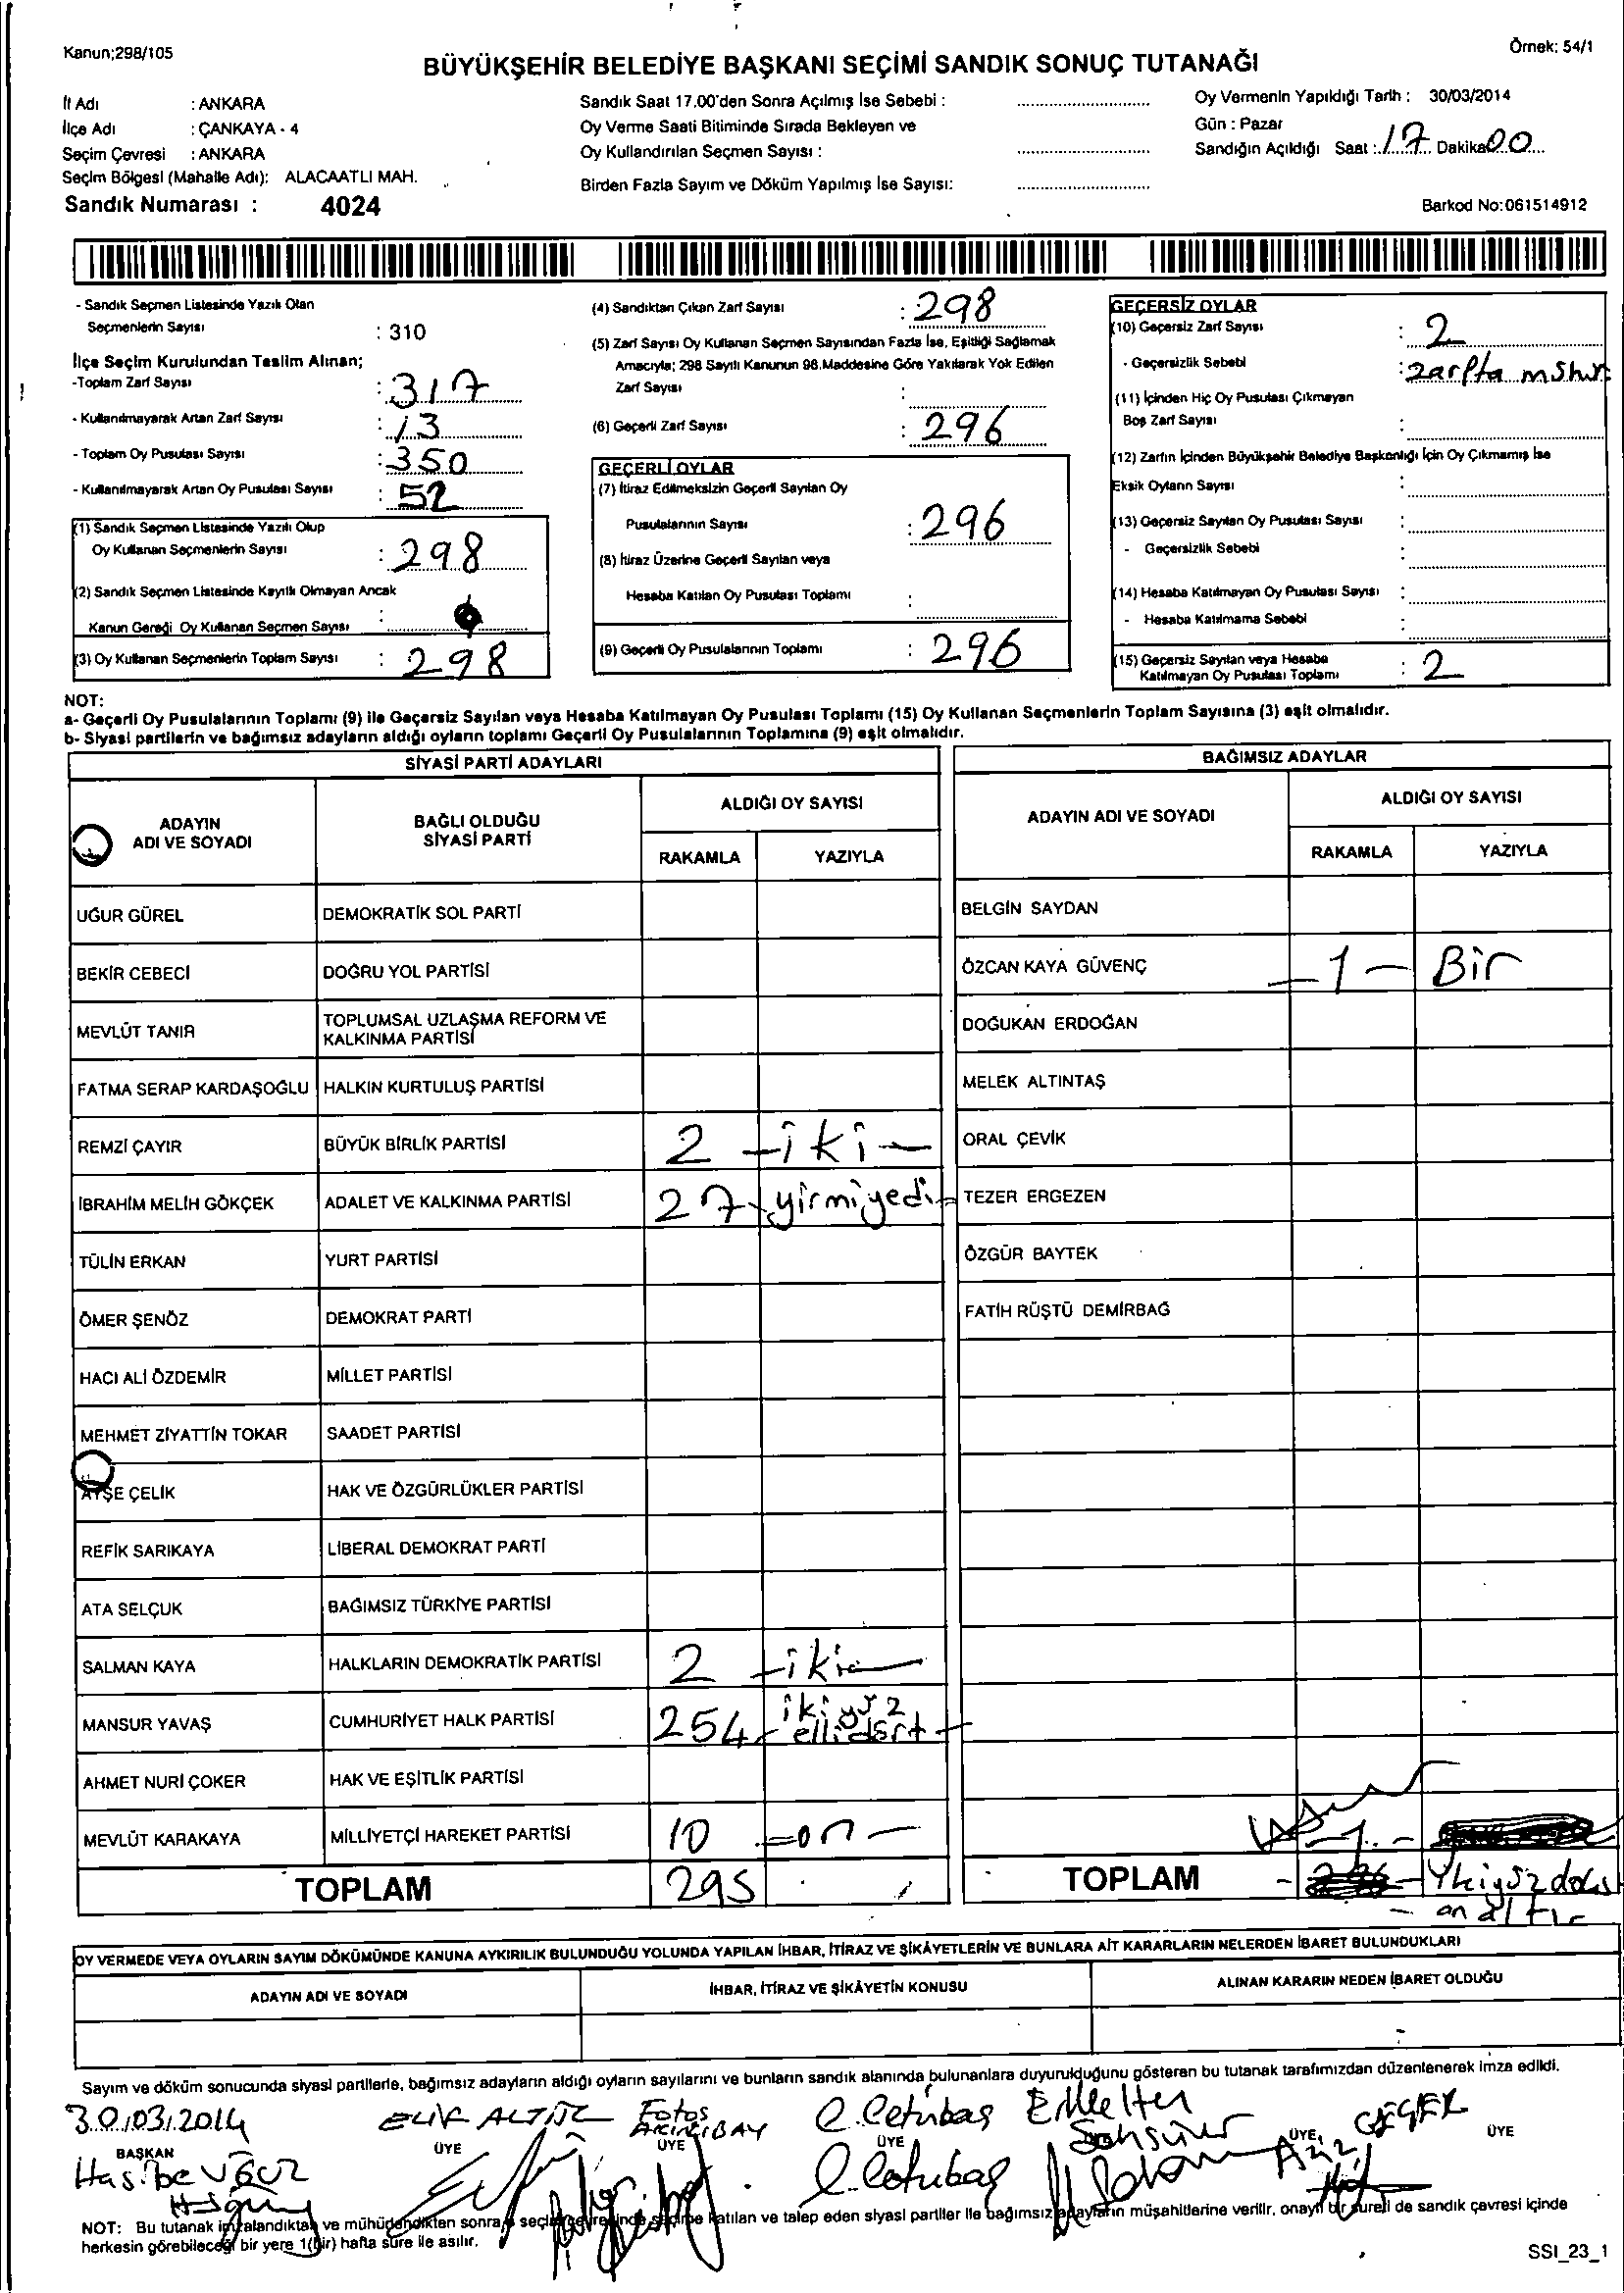 Kanun;298/105
Örnek: 54/1
BÜYÜKŞEHİR BELEDİYE BAŞKANI SEÇİMİ SANDIK SONUÇ TUTANAĞI
İl Adı : ANKARA
İlçe Adı : ÇANKAYA - 4
Seçim Çevresi : ANKARA
Seçim Bölgesi (Mahalle Adı): ALACAATLI MAH.
Sandık Numarası : 4024
Sandık Saat 17.00'den Sonra Açılmış İse Sebebi :
Oy Verme Saati Bitiminde Sırada Bekleyen ve
Oy Kullandırılan Seçmen Sayısı :
Birden Fazla Sayım ve Döküm Yapılmış İse Sayısı:
Oy Vermenin Yapıldığı Tarih : 30/03/2014
Gün : Pazar
Sandığın Açıldığı Saat : 17 Dakika 00
Barkod No:061514912
- Sandık Seçmen Listesinde Yazılı Olan
Seçmenlerin Sayısı : 310
İlçe Seçim Kurulundan Teslim Alınan;
-Toplam Zarf Sayısı : 317
- Kullanılmayarak Artan Zarf Sayısı : 13
- Toplam Oy Pusulası Sayısı : 350
- Kullanılmayarak Artan Oy Pusulası Sayısı : 52
(1) Sandık Seçmen Listesinde Yazılı Olup
Oy Kullanan Seçmenlerin Sayısı : 298
(2) Sandık Seçmen Listesinde Kayıtlı Olmayan Ancak
Kanun Gereği Oy Kullanan Seçmen Sayısı :
(3) Oy Kullanan Seçmenlerin Toplam Sayısı : 298
(4) Sandıktan Çıkan Zarf Sayısı : 298
(5) Zarf Sayısı Oy Kullanan Seçmen Sayısından Fazla İse, Eşitliği Sağlamak
Amacıyla; 298 Sayılı Kanunun 98.Maddesine Göre Yakılarak Yok Edilen
Zarf Sayısı :
(6) Geçerli Zarf Sayısı : 296
GEÇERLİ OYLAR
(7) İtiraz Edilmeksizin Geçerli Sayılan Oy
Pusulalarının Sayısı : 296
(8) İtiraz Üzerine Geçerli Sayılan veya
Hesaba Katılan Oy Pusulası Toplamı :
(9) Geçerli Oy Pusulalarının Toplamı : 296
GEÇERSİZ OYLAR
(10) Geçersiz Zarf Sayısı : 2
- Geçersizlik Sebebi : zarfta
(11) İçinden Hiç Oy Pusulası Çıkmayan
Boş Zarf Sayısı :
(12) Zarfın İçinden Büyükşehir Belediye Başkanlığı İçin Oy Çıkmamış İse
Eksik Oyların Sayısı :
(13) Geçersiz Sayılan Oy Pusulası Sayısı :
- Geçersizlik Sebebi :
(14) Hesaba Katılmayan Oy Pusulası Sayısı :
- Hesaba Katılmama Sebebi :
(15) Geçersiz Sayılan veya Hesaba
Katılmayan Oy Pusulası Toplamı : 2
NOT:
a- Geçerli Oy Pusulalarının Toplamı (9) ile Geçersiz Sayılan veya Hesaba Katılmayan Oy Pusulası Toplamı (15) Oy Kullanan Seçmenlerin Toplam Sayısına (3) eşit olmalıdır.
b- Siyasi partilerin ve bağımsız adayların aldığı oyların toplamı Geçerli Oy Pusulalarının Toplamına (9) eşit olmalıdır.
SİYASİ PARTİ ADAYLARI
ADAYIN ADI VE SOYADI
BAĞLI OLDUĞU SİYASİ PARTİ
ALDIĞI OY SAYISI
RAKAMLA YAZIYLA
UĞUR GÜREL DEMOKRATİK SOL PARTİ
BEKİR CEBECİ DOĞRU YOL PARTİSİ
MEVLÜT TANIR TOPLUMSAL UZLAŞMA REFORM VE KALKINMA PARTİSİ
FATMA SERAP KARDAŞOĞLU HALKIN KURTULUŞ PARTİSİ
REMZİ ÇAYIR BÜYÜK BİRLİK PARTİSİ 2 - iki -
İBRAHİM MELİH GÖKÇEK ADALET VE KALKINMA PARTİSİ 27 - yirmiyedi -
TÜLİN ERKAN YURT PARTİSİ
ÖMER ŞENÖZ DEMOKRAT PARTİ
HACI ALİ ÖZDEMİR MİLLET PARTİSİ
MEHMET ZİYATTİN TOKAR SAADET PARTİSİ
AYŞE ÇELİK HAK VE ÖZGÜRLÜKLER PARTİSİ
REFİK SARIKAYA LİBERAL DEMOKRAT PARTİ
ATA SELÇUK BAĞIMSIZ TÜRKİYE PARTİSİ
SALMAN KAYA HALKLARIN DEMOKRATİK PARTİSİ 2 - iki -
MANSUR YAVAŞ CUMHURİYET HALK PARTİSİ 254 - ikiyüz ellidört -
AHMET NURİ ÇOKER HAK VE EŞİTLİK PARTİSİ
MEVLÜT KARAKAYA MİLLİYETÇİ HAREKET PARTİSİ 10 - on -
TOPLAM 295
BAĞIMSIZ ADAYLAR
ADAYIN ADI VE SOYADI
ALDIĞI OY SAYISI
RAKAMLA YAZIYLA
BELGİN SAYDAN
ÖZCAN KAYA GÜVENÇ - 1 - Bir
DOĞUKAN ERDOĞAN
MELEK ALTINTAŞ
ORAL ÇEVİK
TEZER ERGEZEN
ÖZGÜR BAYTEK
FATİH RÜŞTÜ DEMİRBAĞ
- 1 -
TOPLAM
OY VERMEDE VEYA OYLARIN SAYIM DÖKÜMÜNDE KANUNA AYKIRILIK BULUNDUĞU YOLUNDA YAPILAN İHBAR, İTİRAZ VE ŞİKÂYETLERİN VE BUNLARA AİT KARARLARIN NELERDEN İBARET BULUNDUKLARI
ADAYIN ADI VE SOYADI İHBAR, İTİRAZ VE ŞİKÂYETİN KONUSU ALINAN KARARIN NEDEN İBARET OLDUĞU
Sayım ve döküm sonucunda siyasi partilerle, bağımsız adayların aldığı oyların sayılarını ve bunların sandık alanında bulunanlara duyurulduğunu gösteren bu tutanak tarafımızdan düzenlenerek imza edildi.
30.03.2014
BAŞKAN ÜYE ÜYE ÜYE ÜYE ÜYE
NOT: Bu tutanak imzalandıktan ve mühürlendikten sonra, seçim çevresinde seçime katılan ve talep eden siyasi partiler ile bağımsız adayların müşahitlerine verilir, onaylı bir sureti de sandık çevresi içinde
herkesin görebileceği bir yere 1(bir) hafta süre ile asılır.
SSI_23_1